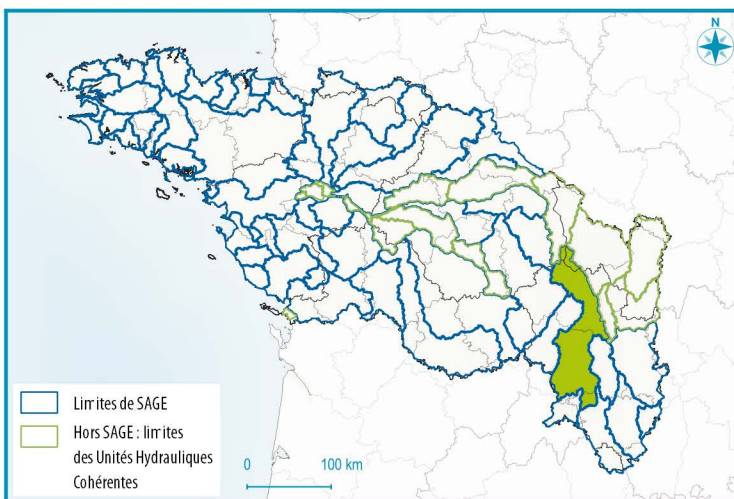 N
Limites de SAGE
Hors SAGE : limites
des Unités Hydrauliques
Cohérentes
0 100 km